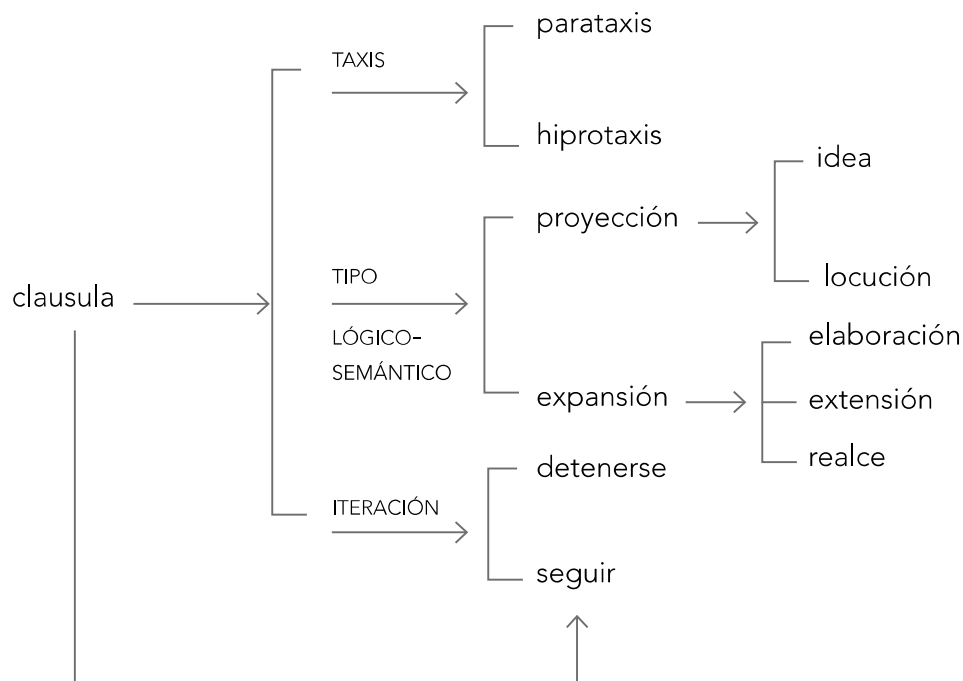 parataxis
TAXIS
hiprotaxis
idea
proyección
locución
TIPO
clausula
LÓGICO-
SEMÁNTICO
elaboración
expansión
extensión
realce
detenerse
ITERACIÓN
seguir